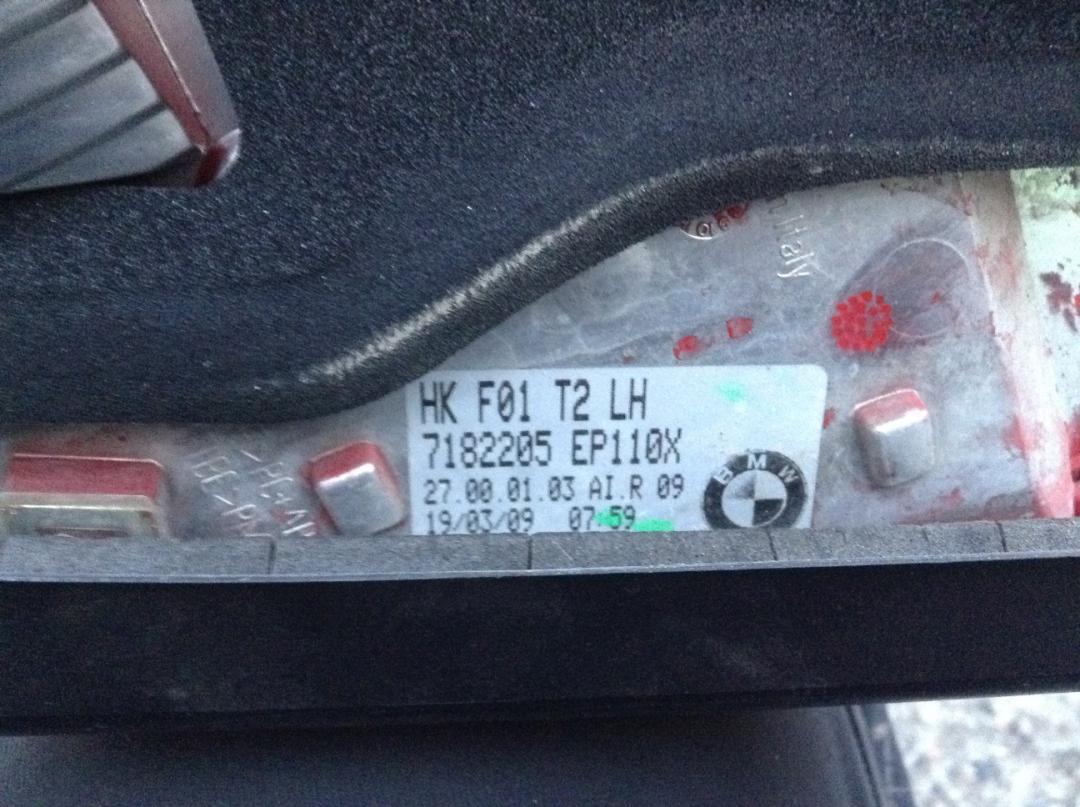 Italy
HK F01 T2 LH
7182205 EP110X
27.00.01.03 AI.R 09
19/03/09 07:59
BMW